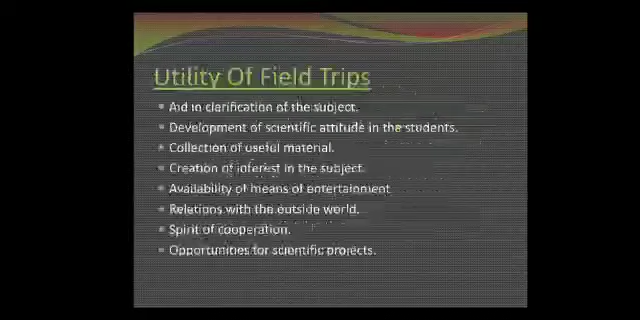 Utility Of Field Trips
Aid in clarification of the subject.
Development of scientific attitude in the students.
Collection of useful material.
Creation of interest in the subject.
Availability of means of entertainment
Relations with the outside world.
Spirit of cooperation.
Opportunities for scientific projects.